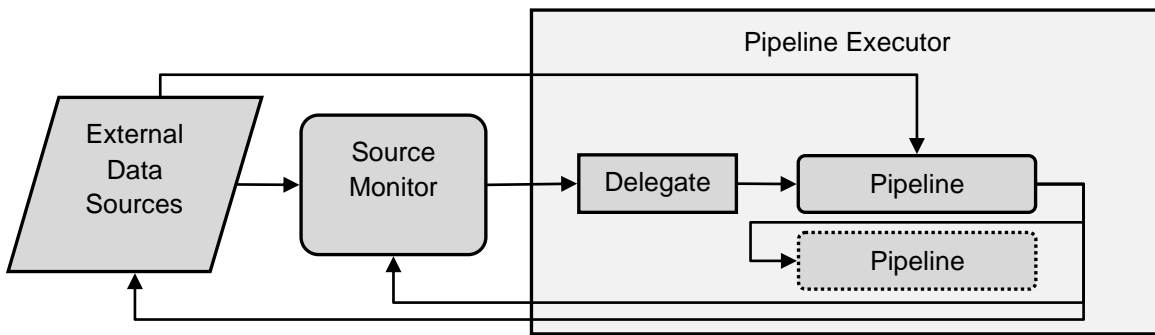 Pipeline Executor
External
Data
Sources
Source
Monitor
Delegate
Pipeline
Pipeline